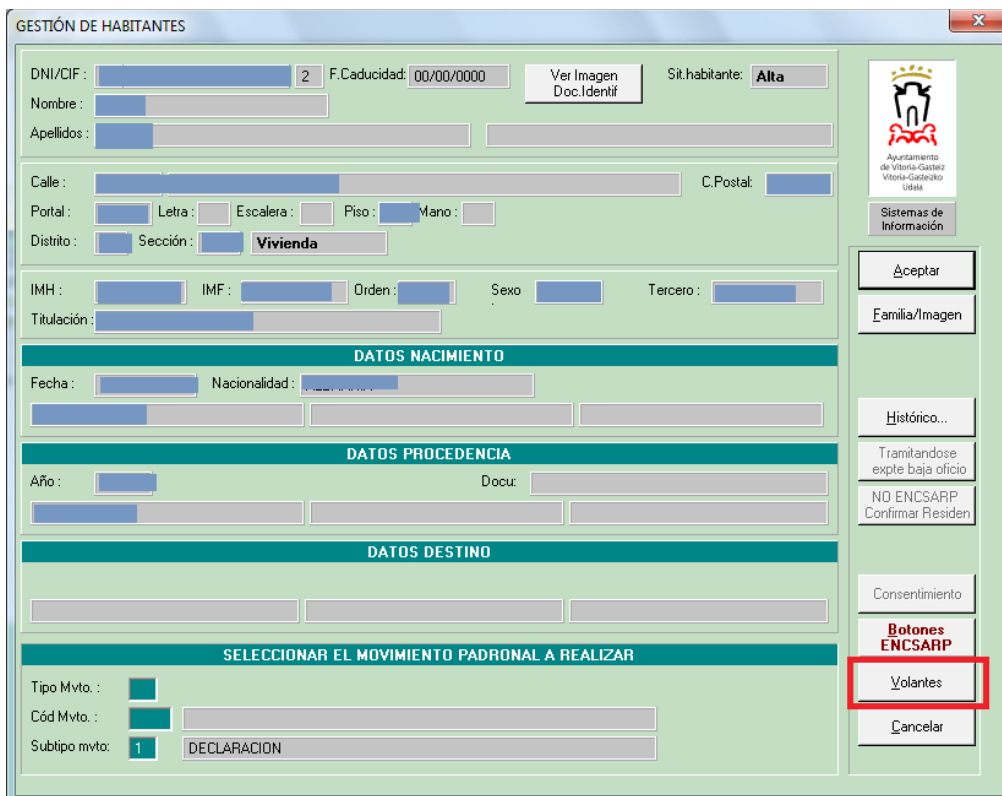 GESTIÓN DE HABITANTES
DNI/CIF : 2 F.Caducidad: 00/00/0000 Ver Imagen Doc.Identif Sit.habitante: Alta
Nombre :
Apellidos :
Ayuntamiento
de Vitoria-Gasteiz
Vitoria-Gasteizko
Udala
Calle : C.Postal:
Portal : Letra : Escalera : Piso : Mano :
Distrito : Sección : Vivienda
Sistemas de
Información
IMH : IMF : Orden : Sexo Tercero :
Titulación :
DATOS NACIMIENTO
Fecha : Nacionalidad :
DATOS PROCEDENCIA
Año : Docu:
DATOS DESTINO
SELECCIONAR EL MOVIMIENTO PADRONAL A REALIZAR
Tipo Mvto. :
Cód Mvto. :
Subtipo mvto: 1 DECLARACION
Aceptar
Familia/Imagen
Histórico...
Tramitandose
expte baja oficio
NO ENCSARP
Confirmar Residen
Consentimiento
Botones
ENCSARP
Volantes
Cancelar